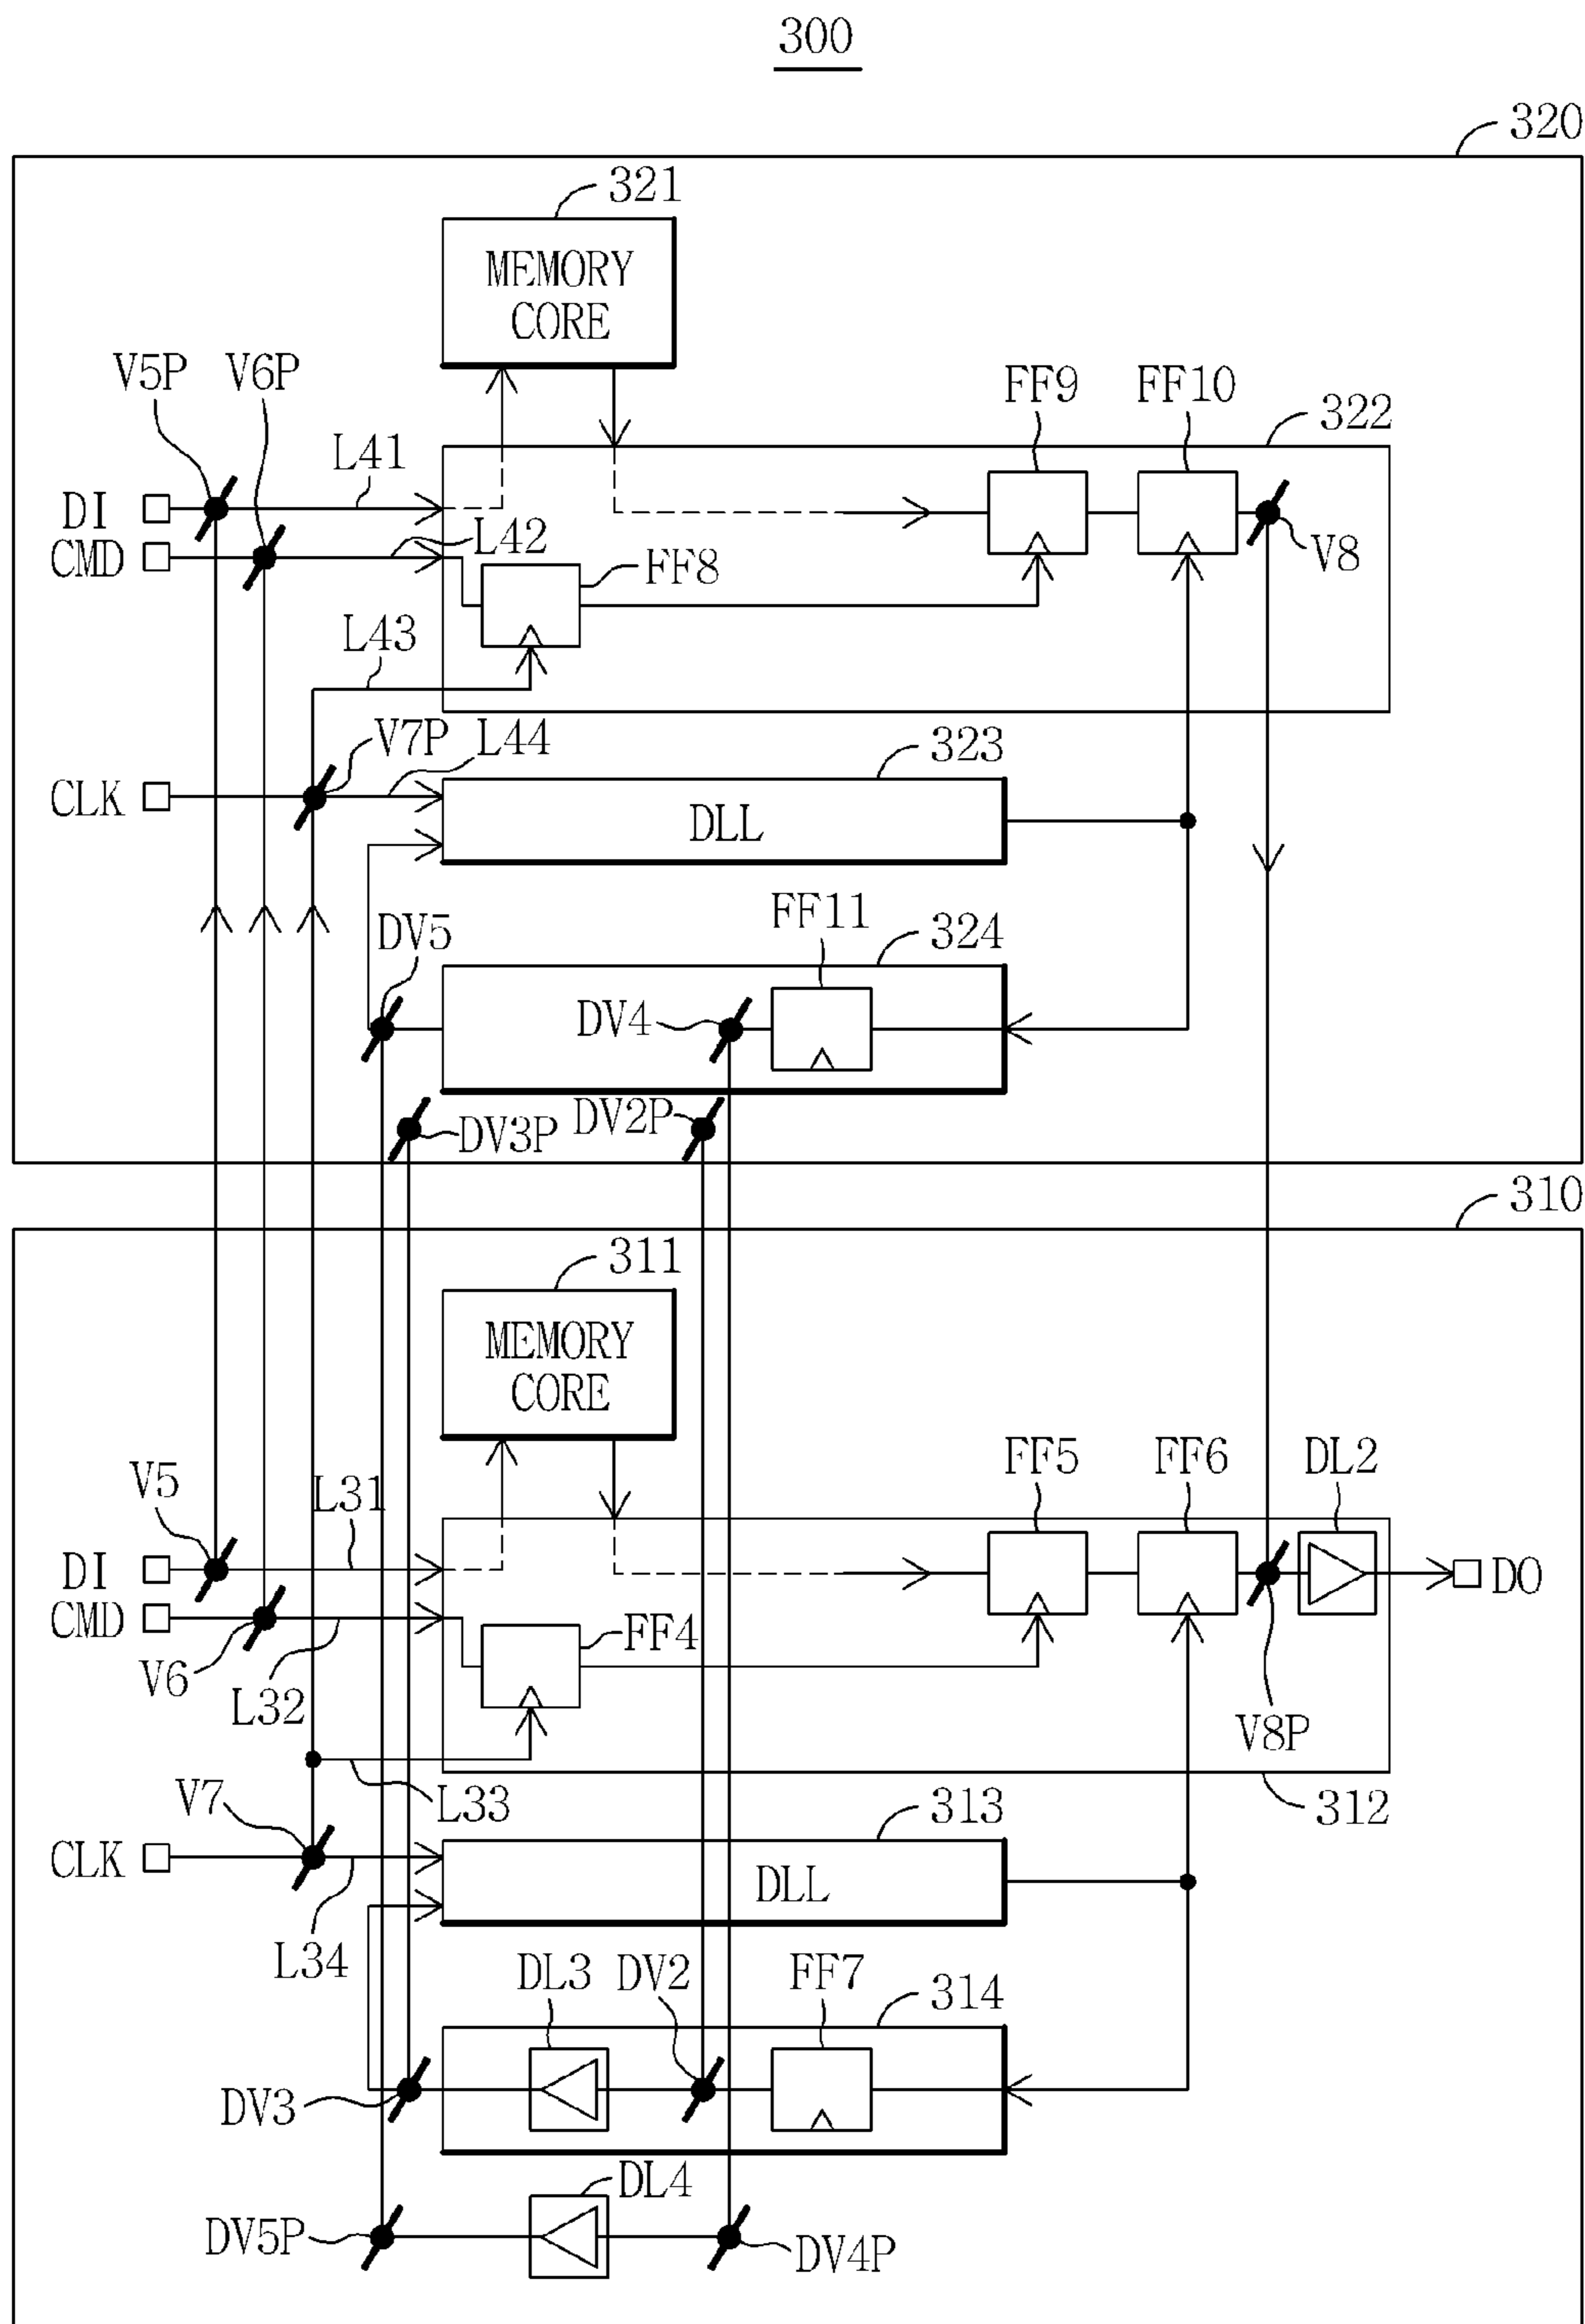 300
320
321
MEMORY
CORE
V5P
V6P
FF9
FF10
322
L41
DI
CMD
L42
FF8
V8
L43
V7P
L44
323
CLK
DLL
DV5
FF11
324
DV4
DV3P
DV2P
310
311
MEMORY
CORE
V5
L31
FF5
FF6
DL2
DI
DO
CMD
FF4
V6
L32
V8P
V7
L33
313
312
CLK
DLL
L34
DL3
DV2
FF7
314
DV3
DL4
DV5P
DV4P